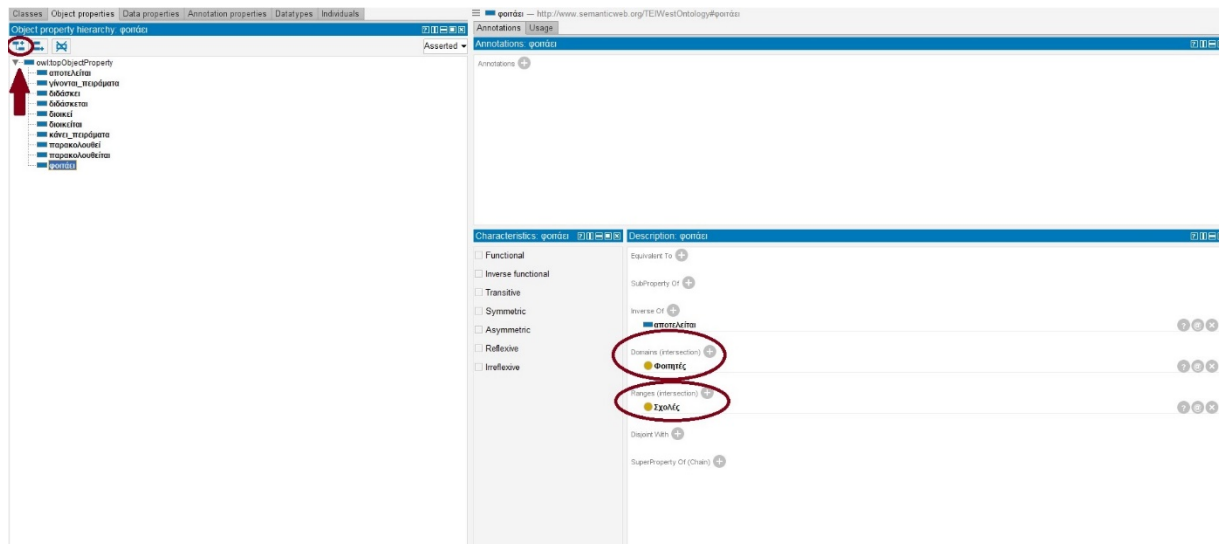 Classes Object properties Data properties Annotation properties Datatypes Individuals
φοιτάει — http://www.semanticweb.org/TEI/WestOntology#φοιτάει
Object property hierarchy: φοιτάει
Asserted
owl:topObjectProperty
αποτελείται
γίνονται_πειράματα
διδάσκει
διδάσκεται
διοικεί
διοικείται
κάνει_πειράματα
παρακολουθεί
παρακολουθείται
φοιτάει
Annotations Usage
Annotations: φοιτάει
Annotations
Characteristics: φοιτάει
Functional
Inverse functional
Transitive
Symmetric
Asymmetric
Reflexive
Irreflexive
Description: φοιτάει
Equivalent To
SubProperty Of
Inverse Of
αποτελείται
Domains (intersection)
Φοιτητές
Ranges (intersection)
Σχολές
Disjoint With
SuperProperty Of (Chain)